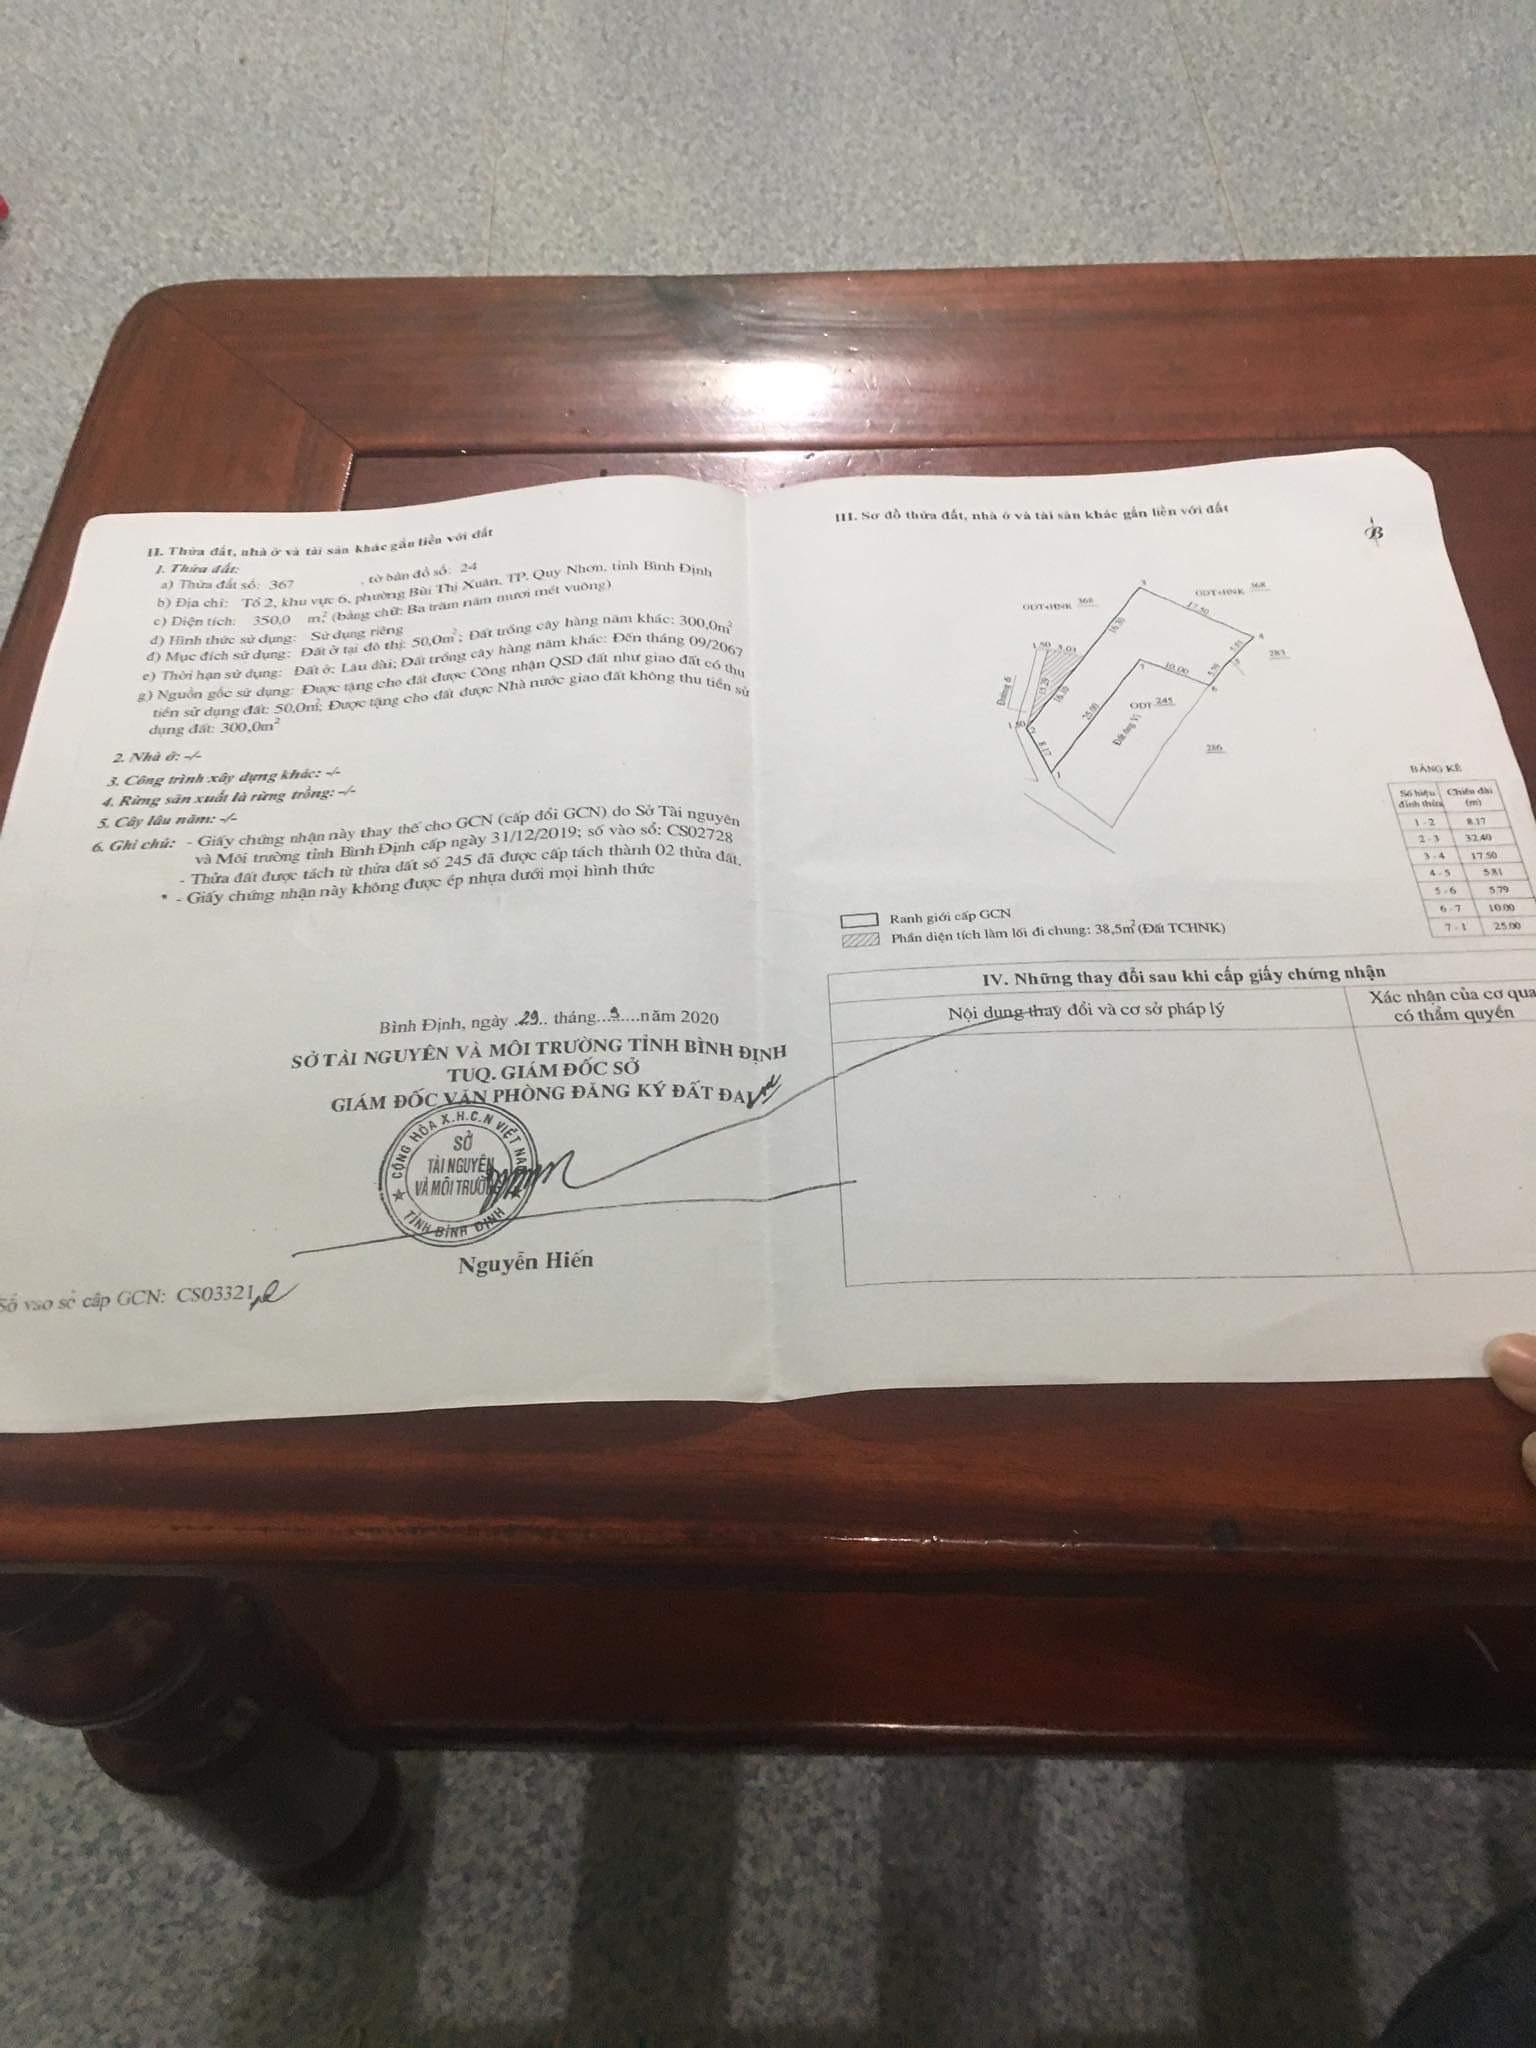 II. Thửa đất, nhà ở và tài sản khác gắn liền với đất
1. Thửa đất:
a) Thửa đất số: 367 , tờ bản đồ số: 24
b) Địa chỉ: Tổ 2, khu vực 6, phường Bùi Thị Xuân, TP. Quy Nhơn, tỉnh Bình Định
c) Diện tích: 350,0 m², (bằng chữ: Ba trăm năm mươi mét vuông)
d) Hình thức sử dụng: Sử dụng riêng
đ) Mục đích sử dụng: Đất ở tại đô thị: 50,0m²; Đất trồng cây hàng năm khác: 300,0m²
e) Thời hạn sử dụng: Đất ở: Lâu dài; Đất trồng cây hàng năm khác: Đến tháng 09/2067
g) Nguồn gốc sử dụng: Được tặng cho đất được Công nhận QSD đất như giao đất có thu
tiền sử dụng đất: 50,0m²; Được tặng cho đất được Nhà nước giao đất không thu tiền sử
dụng đất: 300,0m²
2. Nhà ở: -/-
3. Công trình xây dựng khác: -/-
4. Rừng sản xuất là rừng trồng: -/-
5. Cây lâu năm: -/-
6. Ghi chú: - Giấy chứng nhận này thay thế cho GCN (cấp đổi GCN) do Sở Tài nguyên
và Môi trường tỉnh Bình Định cấp ngày 31/12/2019; số vào sổ: CS02728
- Thửa đất được tách từ thửa đất số 245 đã được cấp tách thành 02 thửa đất.
* - Giấy chứng nhận này không được ép nhựa dưới mọi hình thức
Bình Định, ngày 29 tháng 9 năm 2020
SỞ TÀI NGUYÊN VÀ MÔI TRƯỜNG TỈNH BÌNH ĐỊNH
TUQ. GIÁM ĐỐC SỞ
GIÁM ĐỐC VĂN PHÒNG ĐĂNG KÝ ĐẤT ĐAI
CỘNG HÒA X.H.C.N VIỆT NAM
SỞ
TÀI NGUYÊN
VÀ MÔI TRƯỜNG
TỈNH BÌNH ĐỊNH
Nguyễn Hiến
Số vào sổ cấp GCN: CS03321
III. Sơ đồ thửa đất, nhà ở và tài sản khác gắn liền với đất
B
ODT+HNK 368
3
ODT+HNK 368
17.50
16.30
4
5.81
283
5
5.79
6
10.00
7
1.50
5.03
15.29
16.10
Đường đi
1.50
2
8.17
1
25.00
ODT 245
Đất ông Vị
286
BẢNG KÊ
Số hiệu đỉnh thửa Chiều dài (m)
1 - 2 8.17
2 - 3 32.40
3 - 4 17.50
4 - 5 5.81
5 - 6 5.79
6 - 7 10.00
7 - 1 25.00
Ranh giới cấp GCN
Phần diện tích làm lối đi chung: 38,5m² (Đất TCHNK)
IV. Những thay đổi sau khi cấp giấy chứng nhận
Nội dung thay đổi và cơ sở pháp lý
Xác nhận của cơ qua
có thẩm quyền